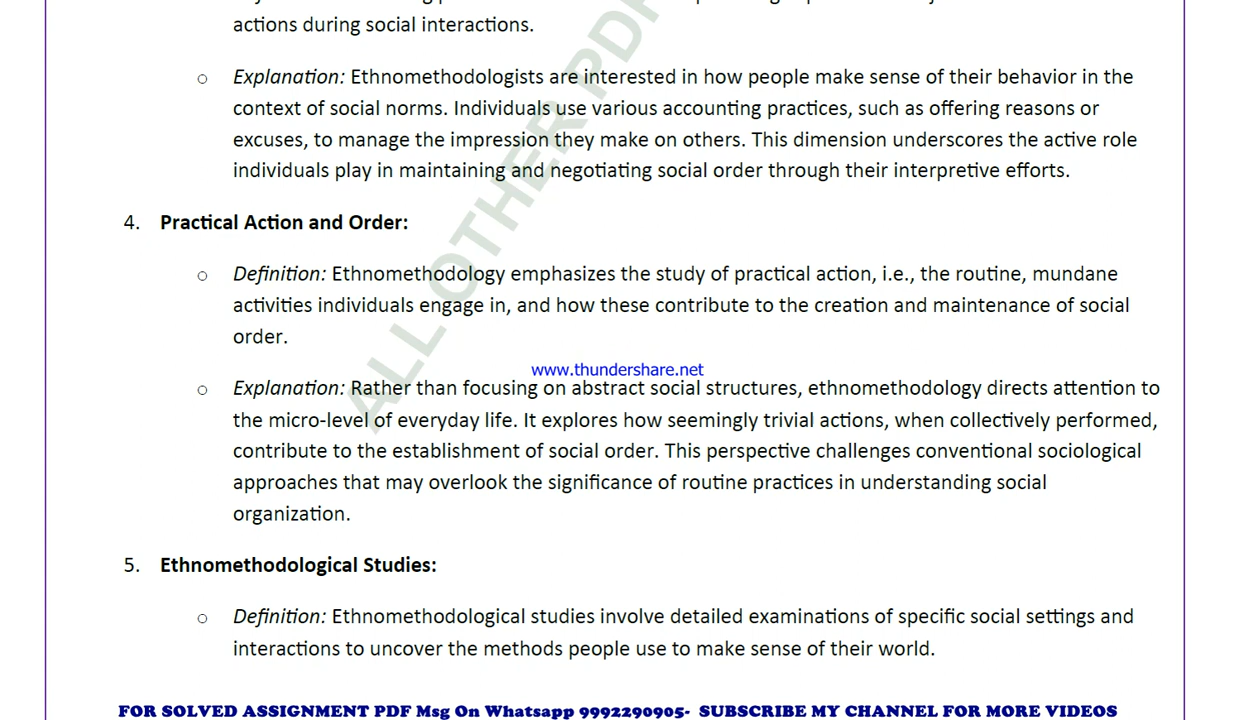 actions during social interactions.
o Explanation: Ethnomethodologists are interested in how people make sense of their behavior in the
context of social norms. Individuals use various accounting practices, such as offering reasons or
excuses, to manage the impression they make on others. This dimension underscores the active role
individuals play in maintaining and negotiating social order through their interpretive efforts.
4. Practical Action and Order:
o Definition: Ethnomethodology emphasizes the study of practical action, i.e., the routine, mundane
activities individuals engage in, and how these contribute to the creation and maintenance of social
order.
www.thundershare.net
o Explanation: Rather than focusing on abstract social structures, ethnomethodology directs attention to
the micro-level of everyday life. It explores how seemingly trivial actions, when collectively performed,
contribute to the establishment of social order. This perspective challenges conventional sociological
approaches that may overlook the significance of routine practices in understanding social
organization.
5. Ethnomethodological Studies:
o Definition: Ethnomethodological studies involve detailed examinations of specific social settings and
interactions to uncover the methods people use to make sense of their world.
FOR SOLVED ASSIGNMENT PDF Msg On Whatsapp 9992290905- SUBSCRIBE MY CHANNEL FOR MORE VIDEOS
ALL OTHER PDF